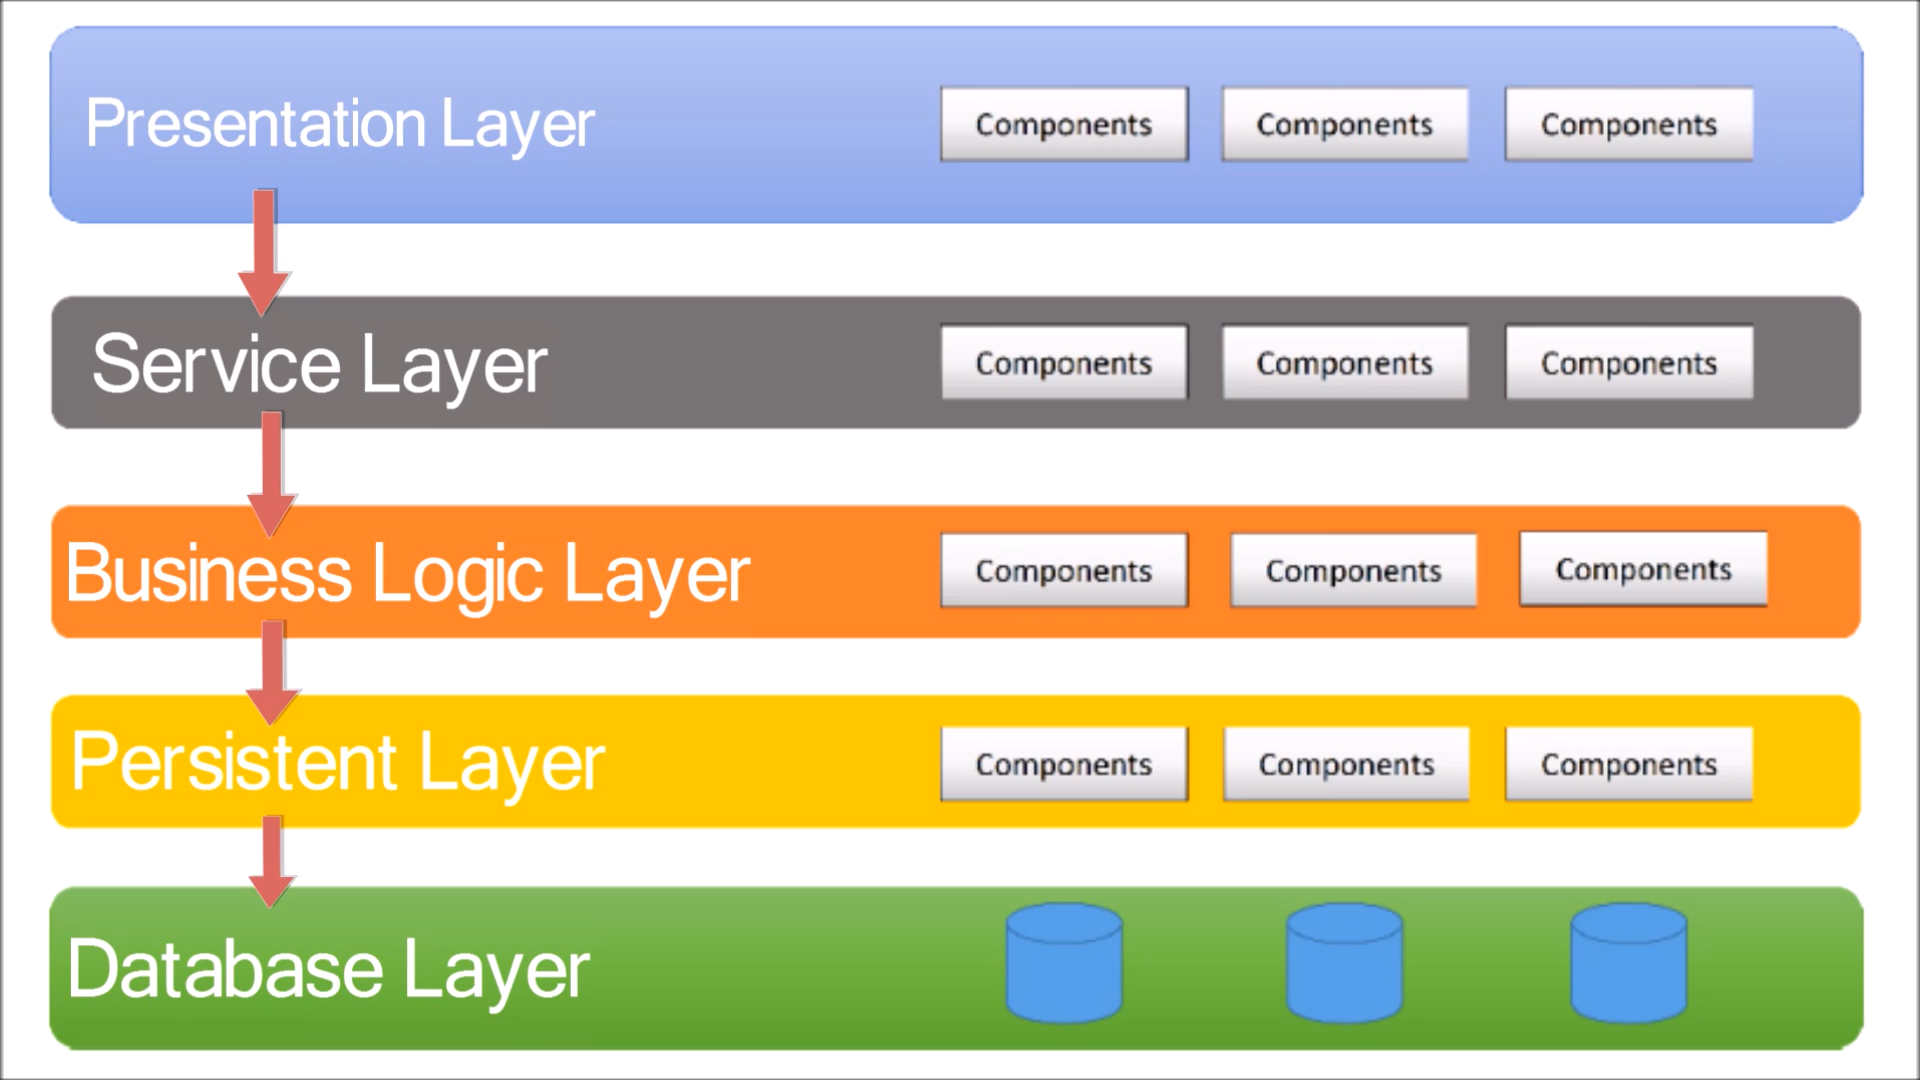 Presentation Layer
Components Components Components
Service Layer
Components Components Components
Business Logic Layer
Components Components Components
Persistent Layer
Components Components Components
Database Layer